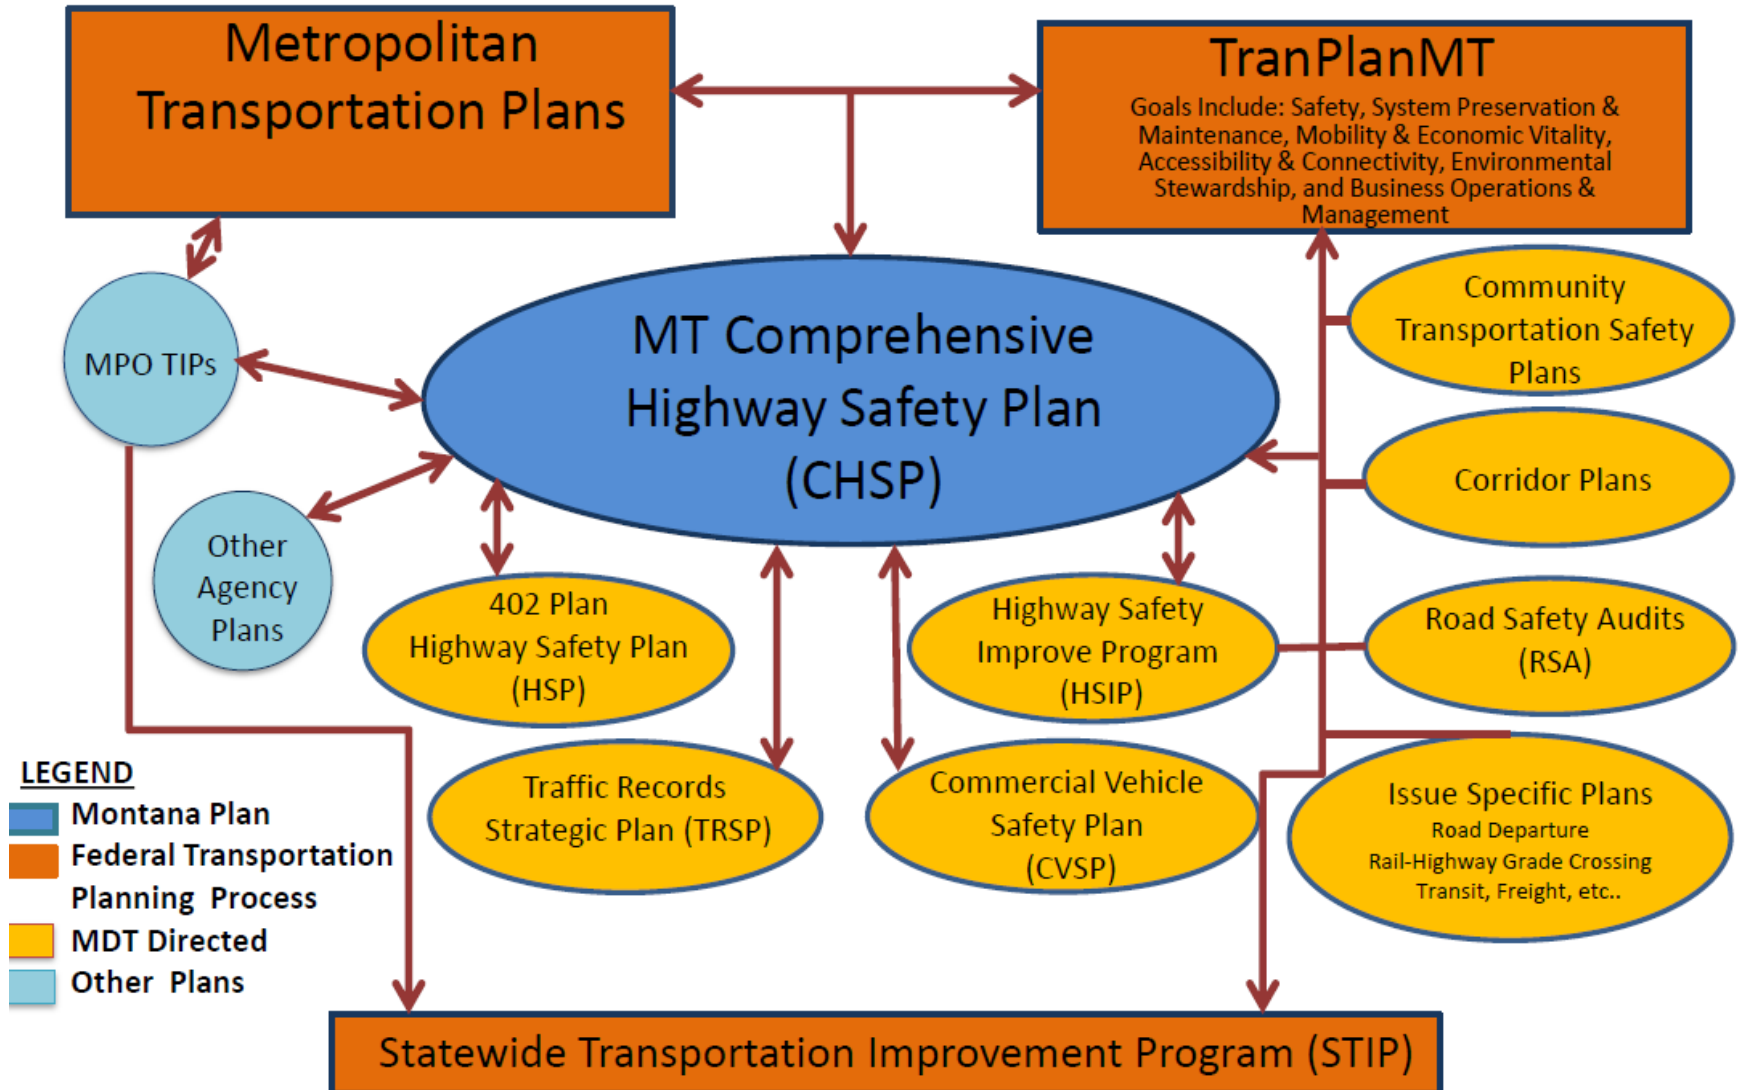 Metropolitan
Transportation Plans
TranPlanMT
Goals Include: Safety, System Preservation &
Maintenance, Mobility & Economic Vitality,
Accessibility & Connectivity, Environmental
Stewardship, and Business Operations &
Management
MPO TIPs
MT Comprehensive
Highway Safety Plan
(CHSP)
Community
Transportation Safety
Plans
Corridor Plans
Other
Agency
Plans
402 Plan
Highway Safety Plan
(HSP)
Highway Safety
Improve Program
(HSIP)
Road Safety Audits
(RSA)
Traffic Records
Strategic Plan (TRSP)
Commercial Vehicle
Safety Plan
(CVSP)
Issue Specific Plans
Road Departure
Rail-Highway Grade Crossing
Transit, Freight, etc..
LEGEND
Montana Plan
Federal Transportation
Planning Process
MDT Directed
Other Plans
Statewide Transportation Improvement Program (STIP)